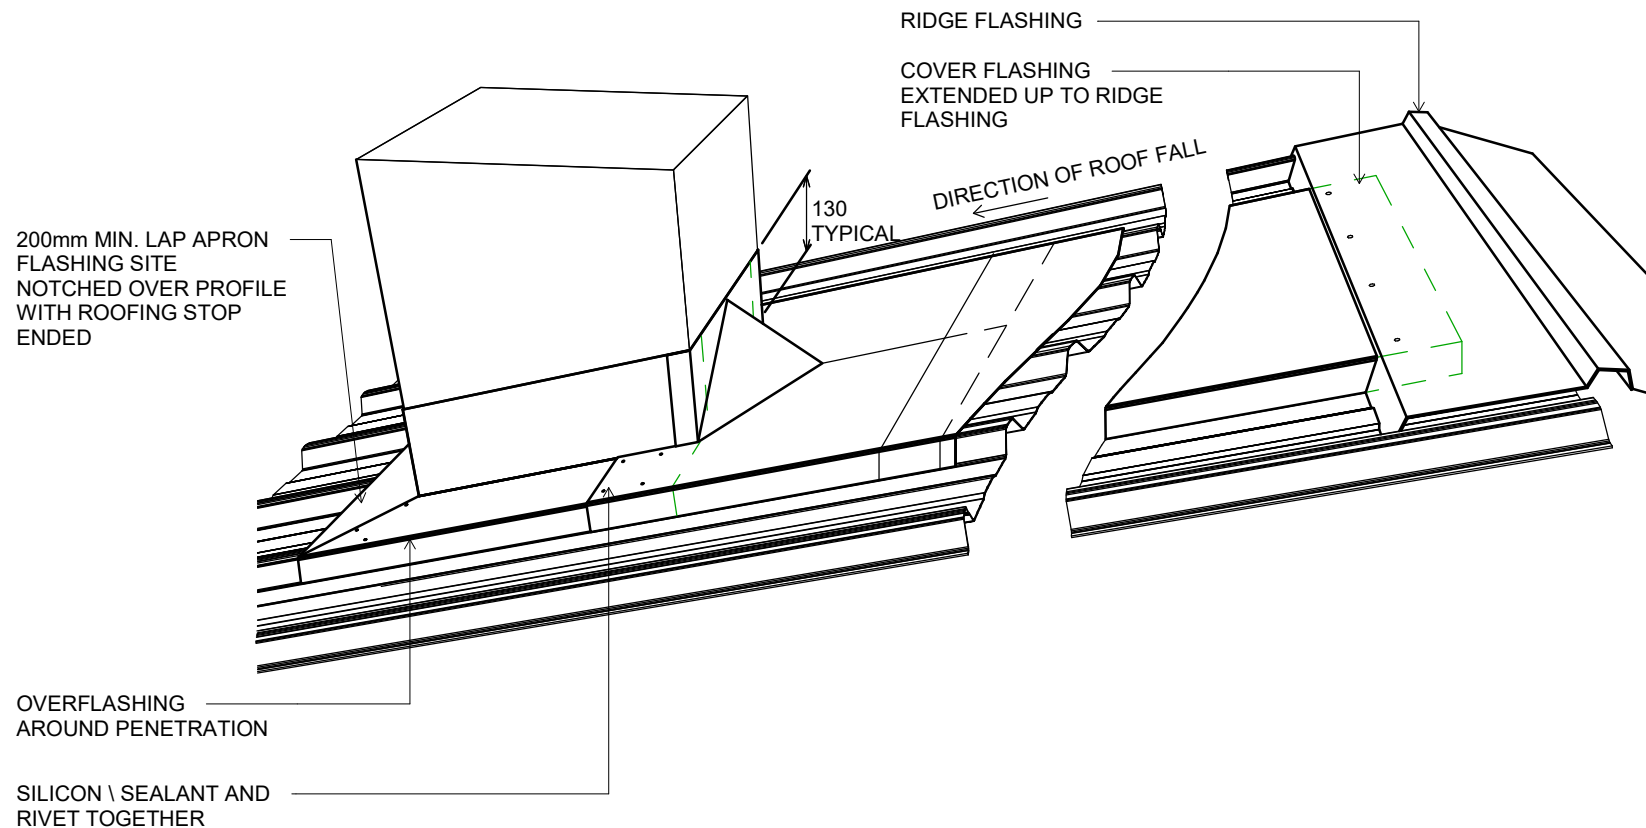 RIDGE FLASHING
COVER FLASHING
EXTENDED UP TO RIDGE
FLASHING
DIRECTION OF ROOF FALL
130
TYPICAL
200mm MIN. LAP APRON
FLASHING SITE
NOTCHED OVER PROFILE
WITH ROOFING STOP
ENDED
OVERFLASHING
AROUND PENETRATION
SILICON \ SEALANT AND
RIVET TOGETHER